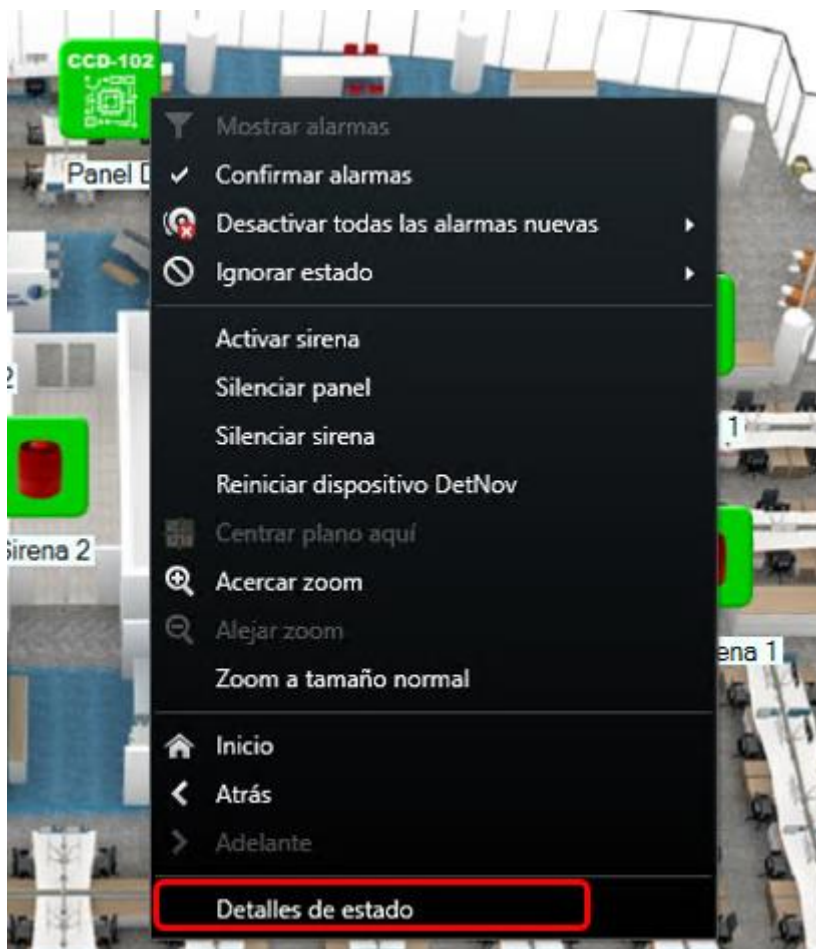 CCD-102
Panel D
Mostrar alarmas
Confirmar alarmas
Desactivar todas las alarmas nuevas
Ignorar estado
Activar sirena
Silenciar panel
Silenciar sirena
1
Reiniciar dispositivo DetNov
Centrar plano aquí
Sirena 2
Acercar zoom
Alejar zoom
ena 1
Zoom a tamaño normal
Inicio
Atrás
Adelante
Detalles de estado